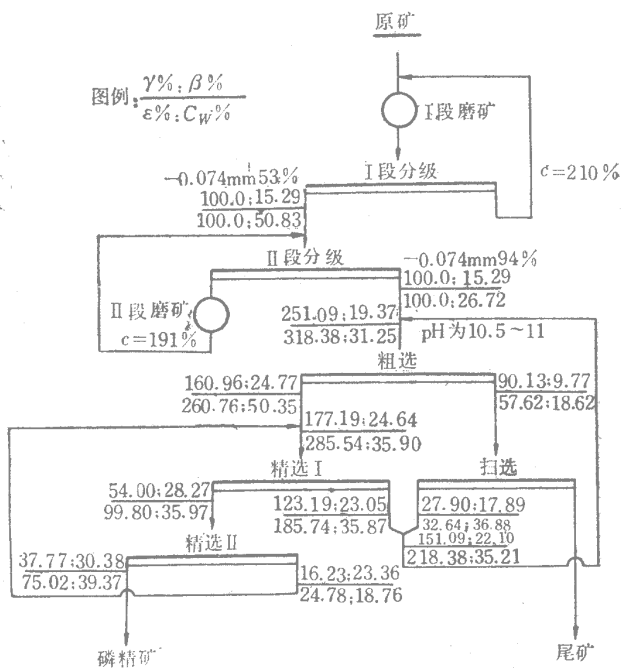 原矿
图例:
γ%:β%
ε%:Cw%
I段磨矿
I段分级
c=210%
-0.074mm53%
100.0;15.29
100.0;50.83
II段分级
-0.074mm94%
100.0;15.29
100.0;26.72
II段磨矿
c=191%
251.09;19.37
318.38;31.25
pH为10.5~11
粗选
160.96;24.77
260.76;50.35
90.13;9.77
57.62;18.62
177.19;24.64
285.54;35.90
精选I
扫选
54.00;28.27
99.80;35.97
123.19;23.05
185.74;35.87
27.90;17.89
32.64;36.88
151.09;22.10
218.38;35.21
精选II
37.77;30.38
75.02;39.37
16.23;23.36
24.78;18.76
磷精矿
尾矿